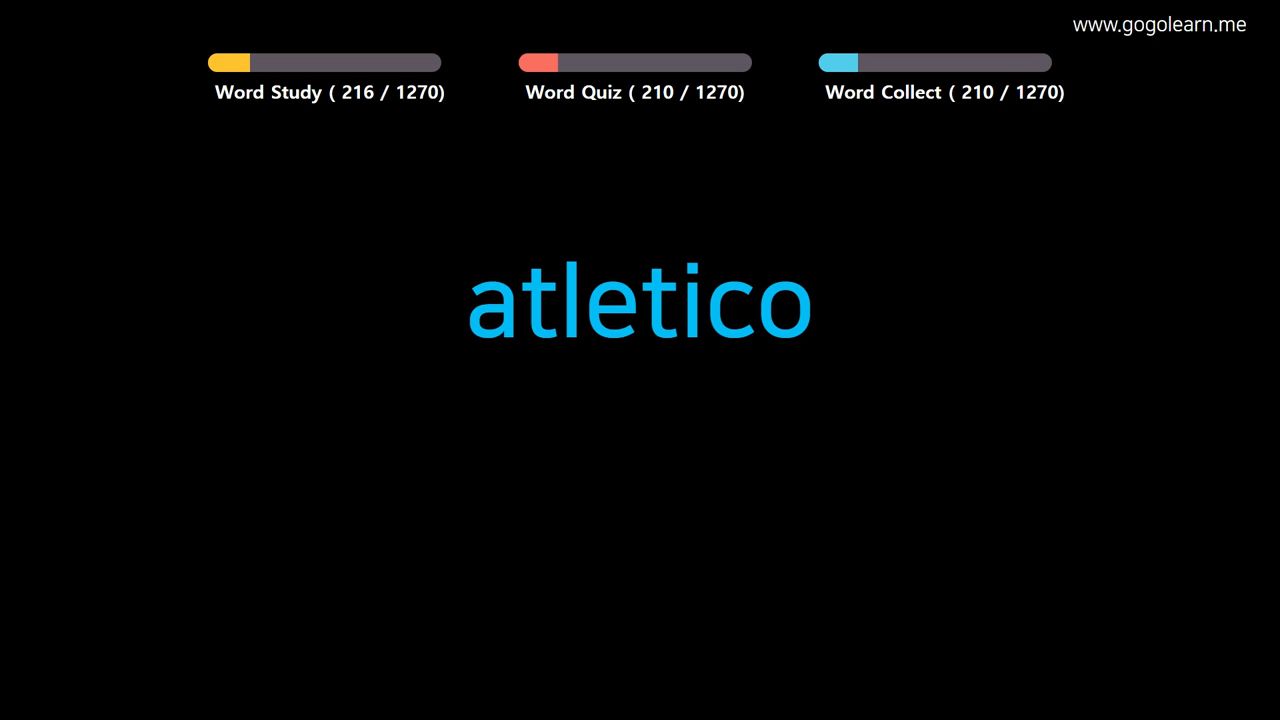 www.gogolearn.me
Word Study ( 216 / 1270)
Word Quiz ( 210 / 1270)
Word Collect ( 210 / 1270)
atletico